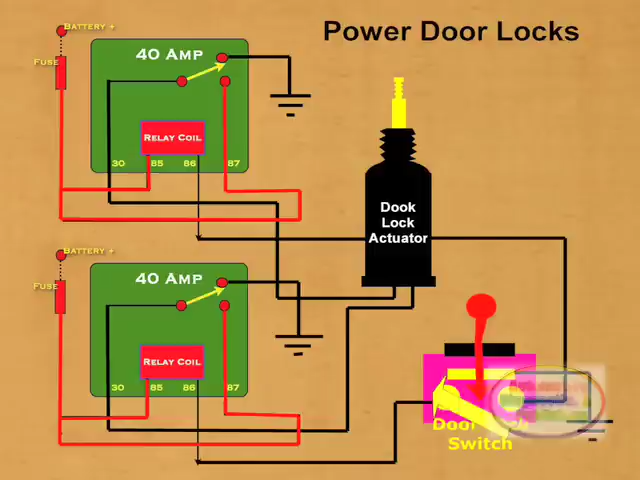 Power Door Locks
Battery +
Fuse
40 Amp
Relay Coil
30 85 86 87
Dook
Lock
Actuator
Battery +
Fuse
40 Amp
Relay Coil
30 85 86 87
Door
Switch